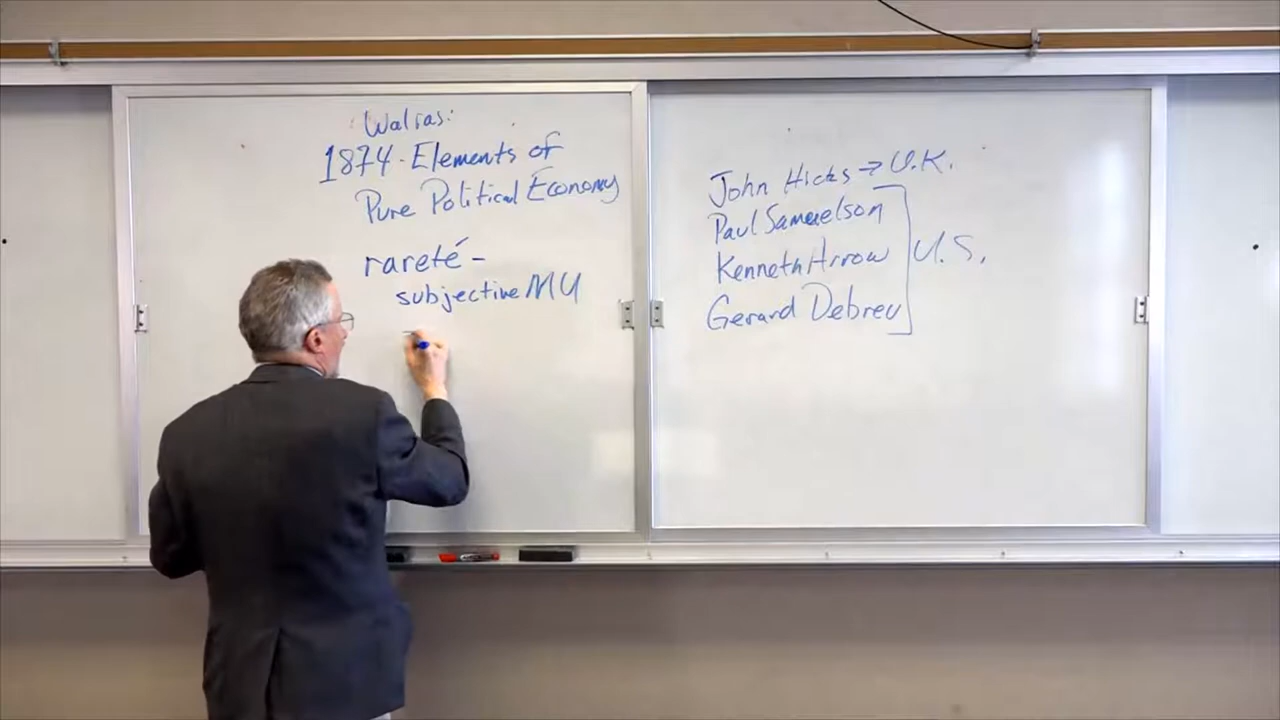 Walras:
1874. Elements of
Pure Political Economy
rareté -
subjective MU
John Hicks → U.K.
Paul Samuelson
Kenneth Arrow
U.S.
Gerard Debreu